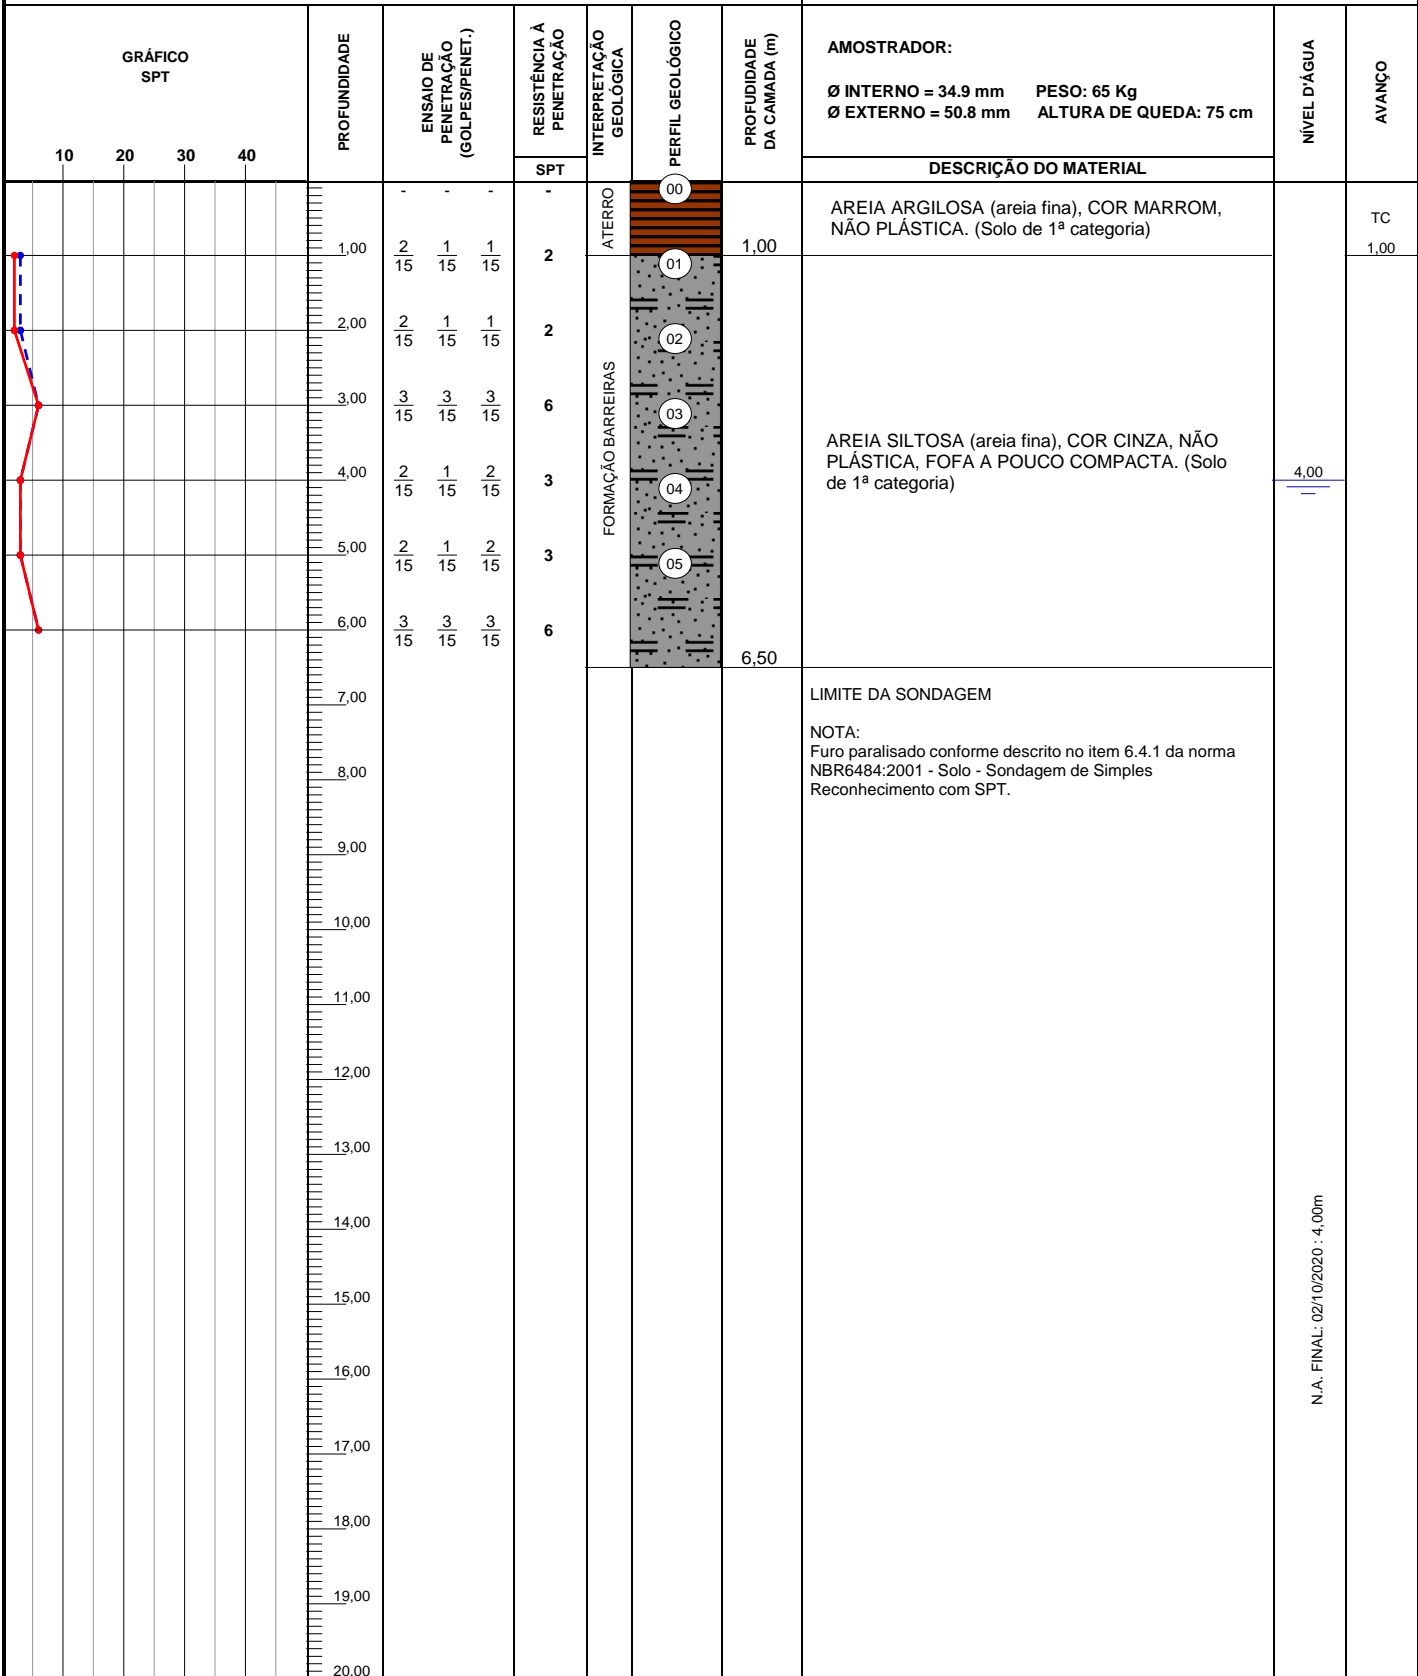 GRÁFICO
SPT
10 20 30 40
PROFUNDIDADE
ENSAIO DE
PENETRAÇÃO
(GOLPES/PENET.)
RESISTÊNCIA À
PENETRAÇÃO
SPT
INTERPRETAÇÃO
GEOLÓGICA
PERFIL GEOLÓGICO
PROFUDIDADE
DA CAMADA (m)
AMOSTRADOR:
Ø INTERNO = 34.9 mm PESO: 65 Kg
Ø EXTERNO = 50.8 mm ALTURA DE QUEDA: 75 cm
DESCRIÇÃO DO MATERIAL
NÍVEL D'ÁGUA
AVANÇO
- - - -
00
ATERRO
AREIA ARGILOSA (areia fina), COR MARROM,
NÃO PLÁSTICA. (Solo de 1ª categoria)
TC
1,00
1,00 2/15 1/15 1/15 2
1,00
01
2,00 2/15 1/15 1/15 2
02
3,00 3/15 3/15 3/15 6
03
FORMAÇÃO BARREIRAS
AREIA SILTOSA (areia fina), COR CINZA, NÃO
PLÁSTICA, FOFA A POUCO COMPACTA. (Solo
de 1ª categoria)
4,00
4,00 2/15 1/15 2/15 3
04
5,00 2/15 1/15 2/15 3
05
6,00 3/15 3/15 3/15 6
6,50
LIMITE DA SONDAGEM
NOTA:
Furo paralisado conforme descrito no item 6.4.1 da norma
NBR6484:2001 - Solo - Sondagem de Simples
Reconhecimento com SPT.
7,00
8,00
9,00
10,00
11,00
12,00
13,00
14,00
15,00
16,00
17,00
18,00
19,00
20,00
N.A. FINAL: 02/10/2020 : 4,00m